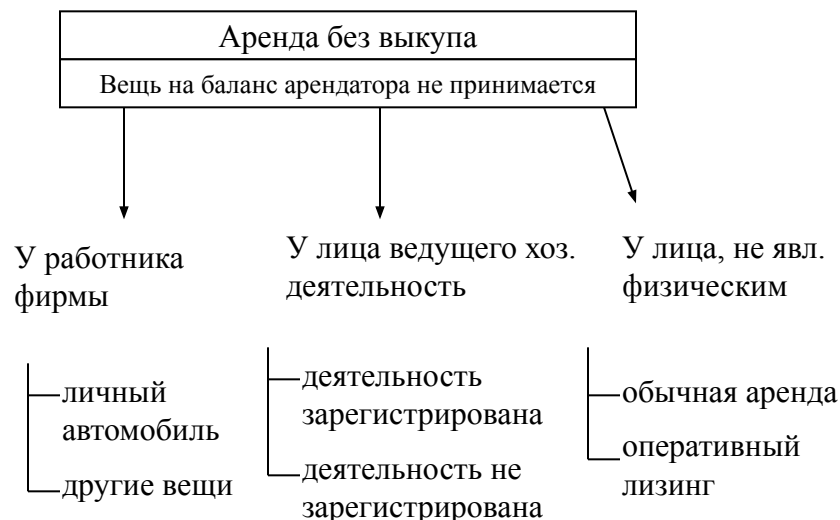 Аренда без выкупа
Вещь на баланс арендатора не принимается
У работника
фирмы
личный
автомобиль
другие вещи
У лица ведущего хоз.
деятельность
деятельность
зарегистрирована
деятельность не
зарегистрирована
У лица, не явл.
физическим
обычная аренда
оперативный
лизинг